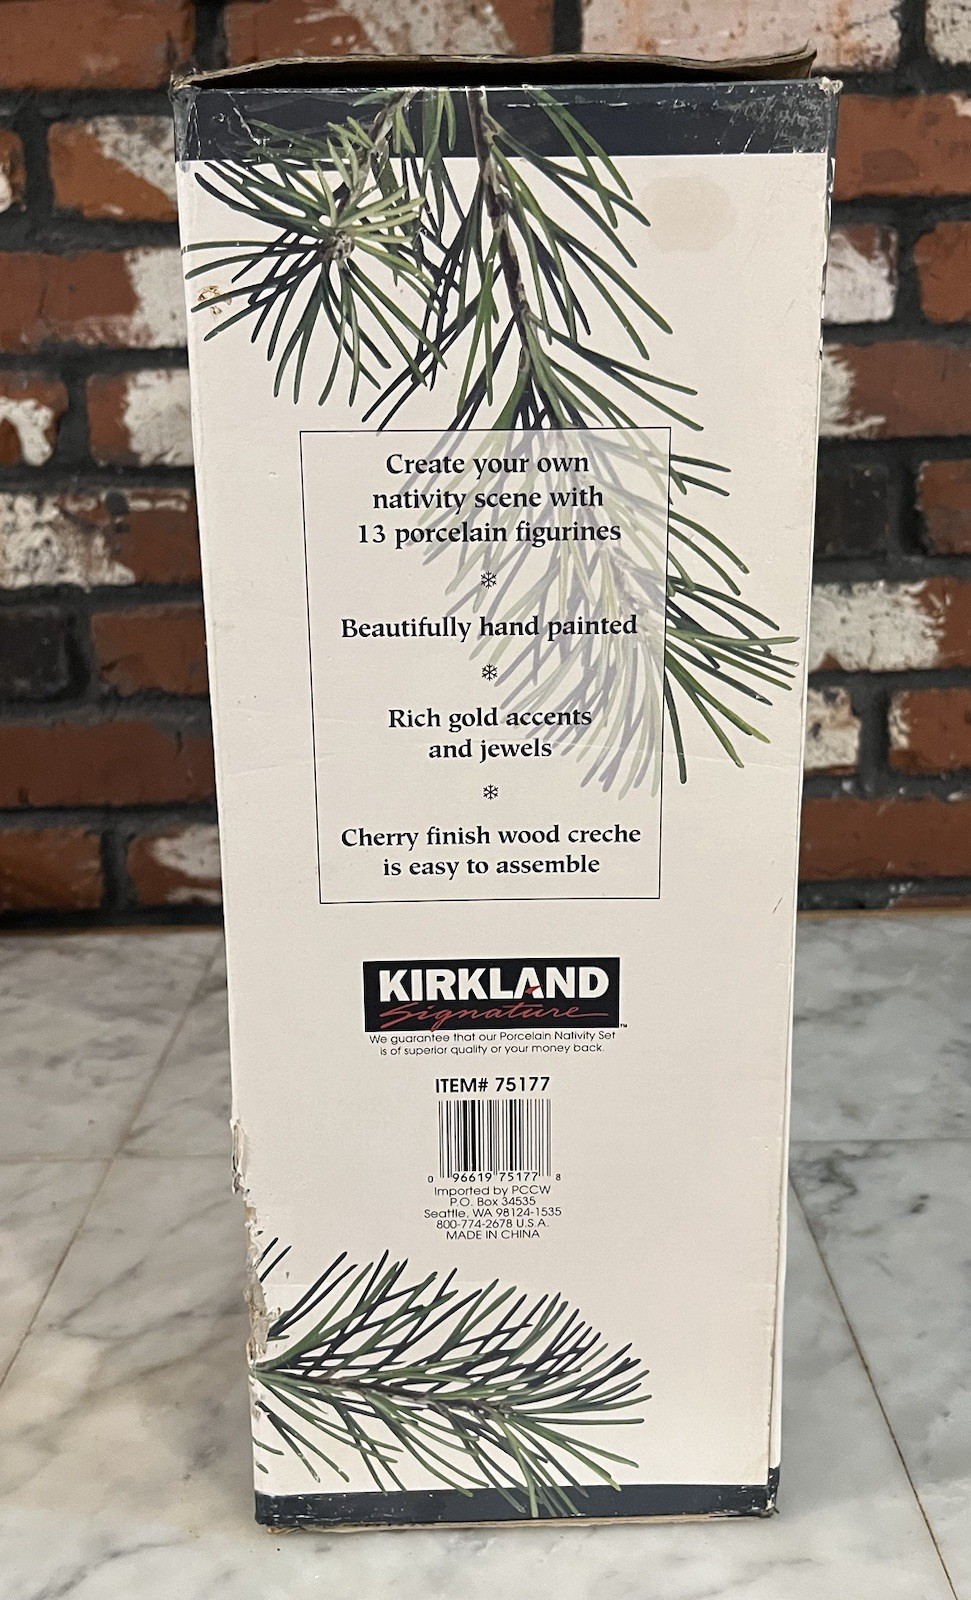 Create your own
nativity scene with
13 porcelain figurines
Beautifully hand painted
Rich gold accents
and jewels
Cherry finish wood creche
is easy to assemble
KIRKLAND
Signature™
We guarantee that our Porcelain Nativity Set
is of superior quality or your money back.
ITEM# 75177
0 96619 75177 8
Imported by PCCW
P.O. Box 34535
Seattle, WA 98124-1535
800-774-2678 U.S.A.
MADE IN CHINA